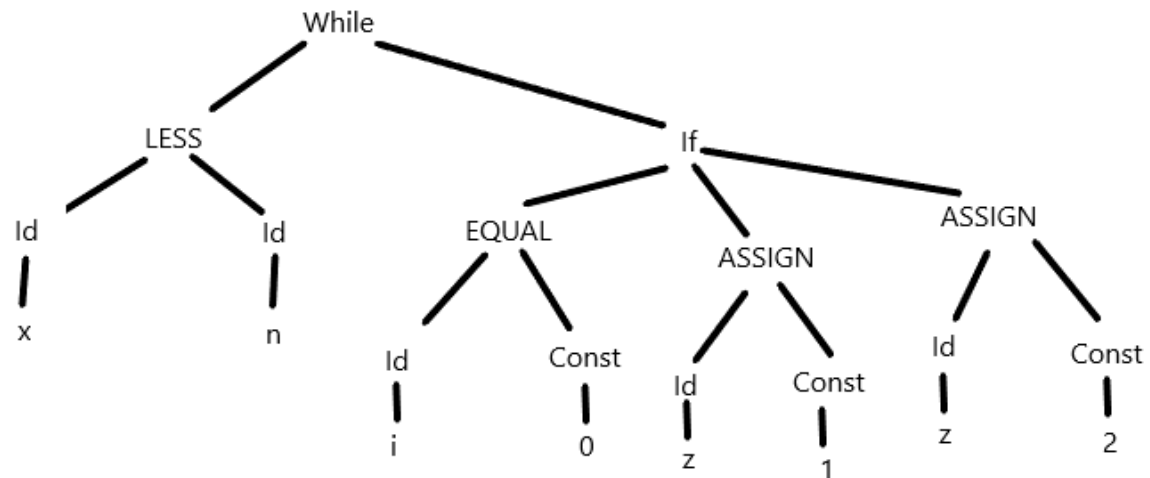 While
LESS
If
Id
Id
EQUAL
ASSIGN
ASSIGN
x
n
Id
Const
Id
Const
Id
Const
i
0
z
1
z
2